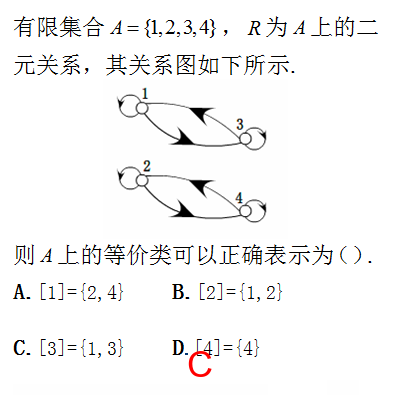 有限集合 A={1,2,3,4}, R 为 A 上的二
元关系, 其关系图如下所示.
1
3
2
4
则 A 上的等价类可以正确表示为().
A. [1]={2,4} B. [2]={1,2}
C. [3]={1,3} D. [4]={4}
C